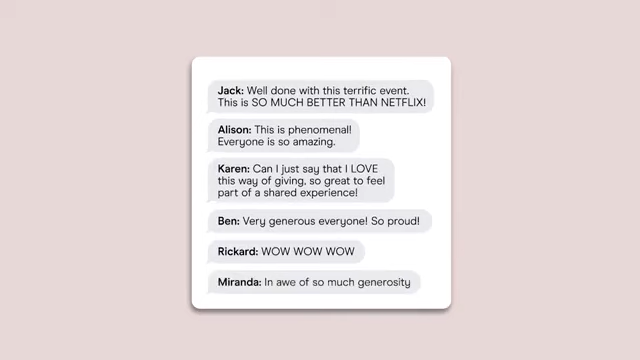 Jack: Well done with this terrific event.
This is SO MUCH BETTER THAN NETFLIX!
Alison: This is phenomenal!
Everyone is so amazing.
Karen: Can I just say that I LOVE
this way of giving, so great to feel
part of a shared experience!
Ben: Very generous everyone! So proud!
Rickard: WOW WOW WOW
Miranda: In awe of so much generosity